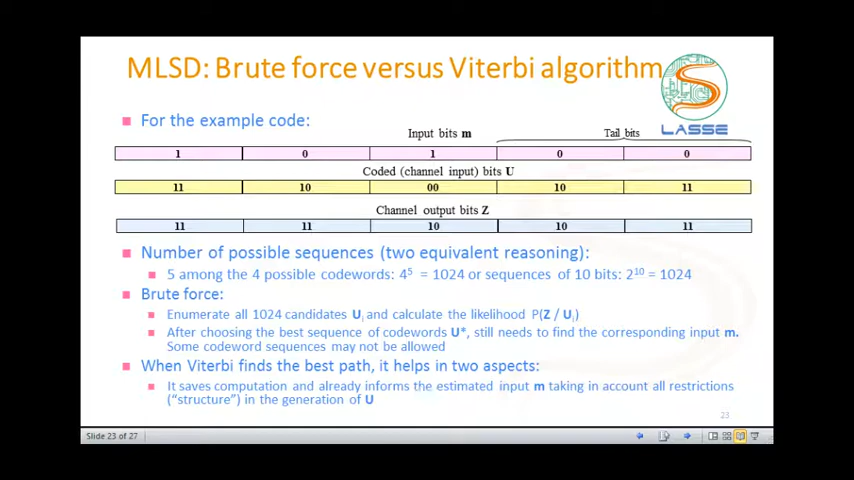 MLSD: Brute force versus Viterbi algorithm
LASSE
For the example code:
Input bits m
Tail bits
1 0 1 0 0
Coded (channel input) bits U
11 10 00 10 11
Channel output bits Z
11 11 10 10 11
Number of possible sequences (two equivalent reasoning):
5 among the 4 possible codewords: 4⁵ = 1024 or sequences of 10 bits: 2¹⁰ = 1024
Brute force:
Enumerate all 1024 candidates Uᵢ and calculate the likelihood P(Z / Uᵢ)
After choosing the best sequence of codewords U*, still needs to find the corresponding input m.
Some codeword sequences may not be allowed
When Viterbi finds the best path, it helps in two aspects:
It saves computation and already informs the estimated input m taking in account all restrictions
("structure") in the generation of U
23
Slide 23 of 27